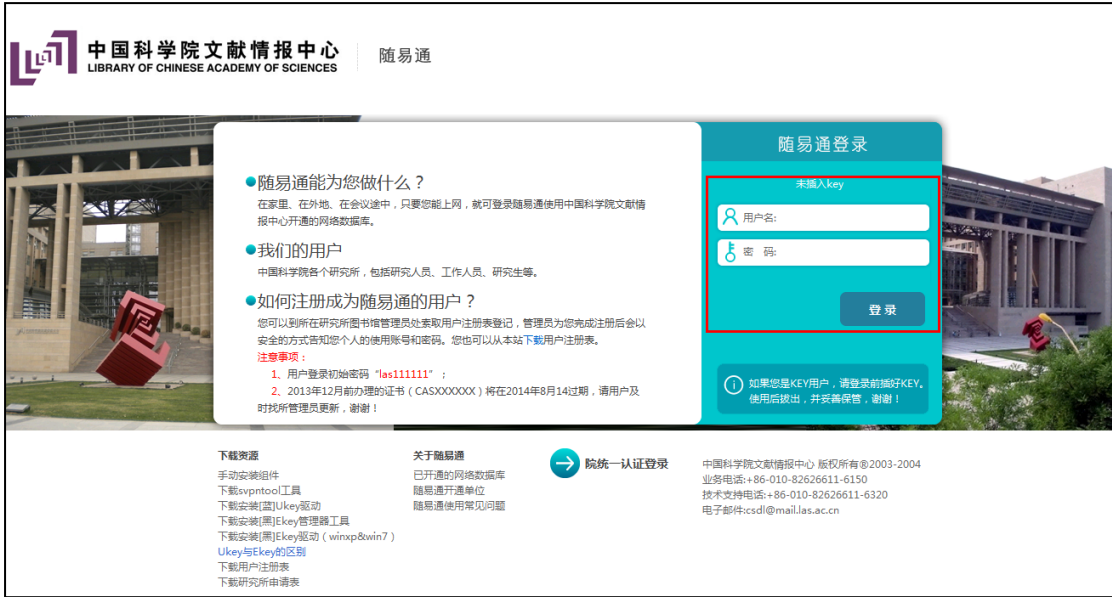 中国科学院文献情报中心
LIBRARY OF CHINESE ACADEMY OF SCIENCES
随易通
随易通登录
未插入key
用户名:
密 码:
登 录
如果您是KEY用户，请登录前插好KEY。
使用后拔出，并妥善保管，谢谢！
随易通能为您做什么？
在家里、在外地、在会议途中，只要您能上网，就可登录随易通使用中国科学院文献情
报中心开通的网络数据库。
我们的用户
中国科学院各个研究所，包括研究人员、工作人员、研究生等。
如何注册成为随易通的用户？
您可以到所在研究所图书馆管理员处索取用户注册表登记，管理员为您完成注册后会以
安全的方式告知您个人的使用账号和密码。您也可以从本站下载用户注册表。
注意事项：
1、用户登录初始密码“las111111”；
2、2013年12月前办理的证书（CASXXXXXX）将在2014年8月14过期，请用户及
时找所管理员更新，谢谢！
下载资源
手动安装组件
下载svpntool工具
下载安装[蓝]Ukey驱动
下载安装[黑]Ekey管理器工具
下载安装[黑]Ekey驱动（winxp&win7）
Ukey与Ekey的区别
下载用户注册表
下载研究所申请表
关于随易通
已开通的网络数据库
随易通开通单位
随易通使用常见问题
院统一认证登录
中国科学院文献情报中心 版权所有®2003-2004
业务电话:+86-010-82626611-6150
技术支持电话:+86-010-82626611-6320
电子邮件:csdl@mail.las.ac.cn